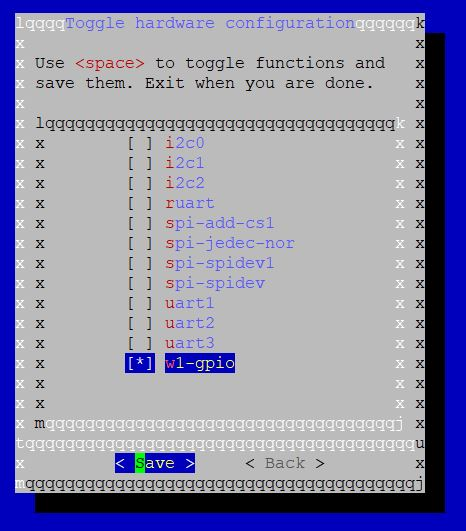 lqqqqToggle hardware configurationqqqqqqk
x x
x Use <space> to toggle functions and x
x save them. Exit when you are done. x
x x
x lqqqqqqqqqqqqqqqqqqqqqqqqqqqqqqqqqqqk x
x x [ ] i2c0 x x
x x [ ] i2c1 x x
x x [ ] i2c2 x x
x x [ ] ruart x x
x x [ ] spi-add-cs1 x x
x x [ ] spi-jedec-nor x x
x x [ ] spi-spidev1 x x
x x [ ] spi-spidev x x
x x [ ] uart1 x x
x x [ ] uart2 x x
x x [ ] uart3 x x
x x [*] w1-gpio x x
x x x x
x x x x
x mqqqqqqqqqqqqqqqqqqqqqqqqqqqqqqqqqqqj x
tqqqqqqqqqqqqqqqqqqqqqqqqqqqqqqqqqqqqqqqu
x < Save > < Back > x
mqqqqqqqqqqqqqqqqqqqqqqqqqqqqqqqqqqqqqqqj